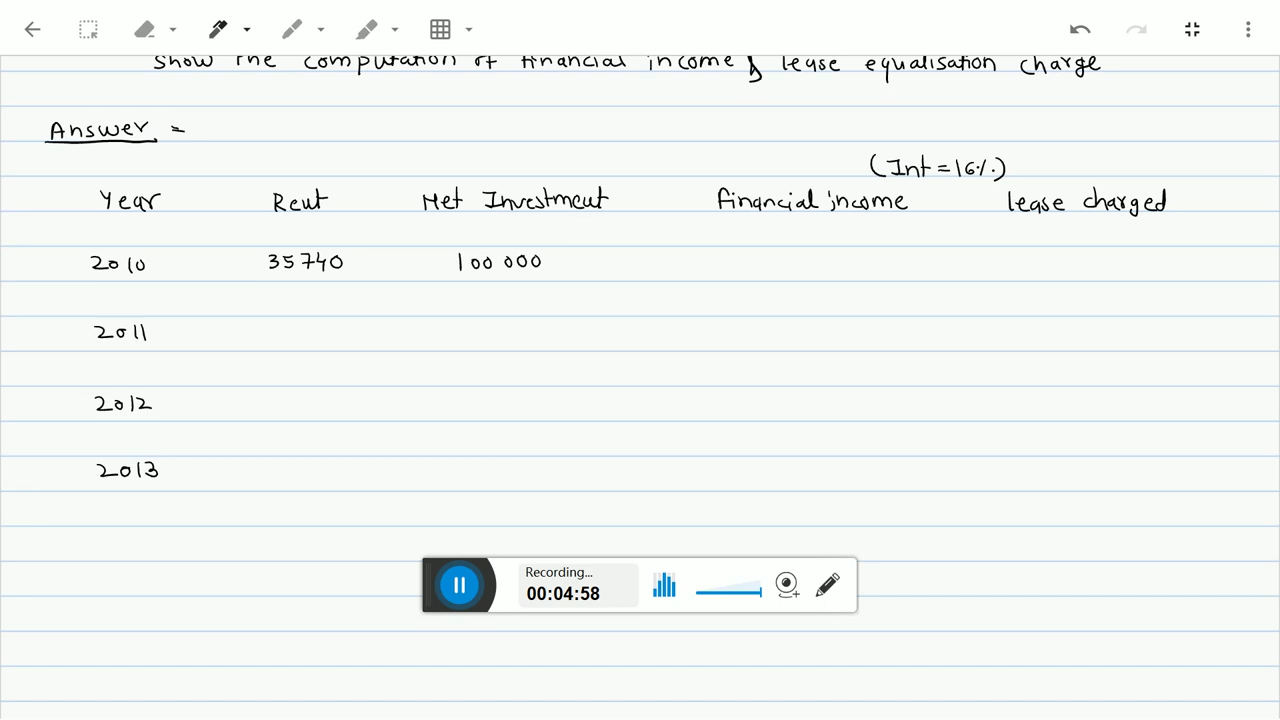 Show the computation of financial income & lease equalisation charge
Answer =
(Int = 16%)
Year Rent Net Investment financial income lease charged
2010 35740 100 000
2011
2012
2013
Recording...
00:04:58